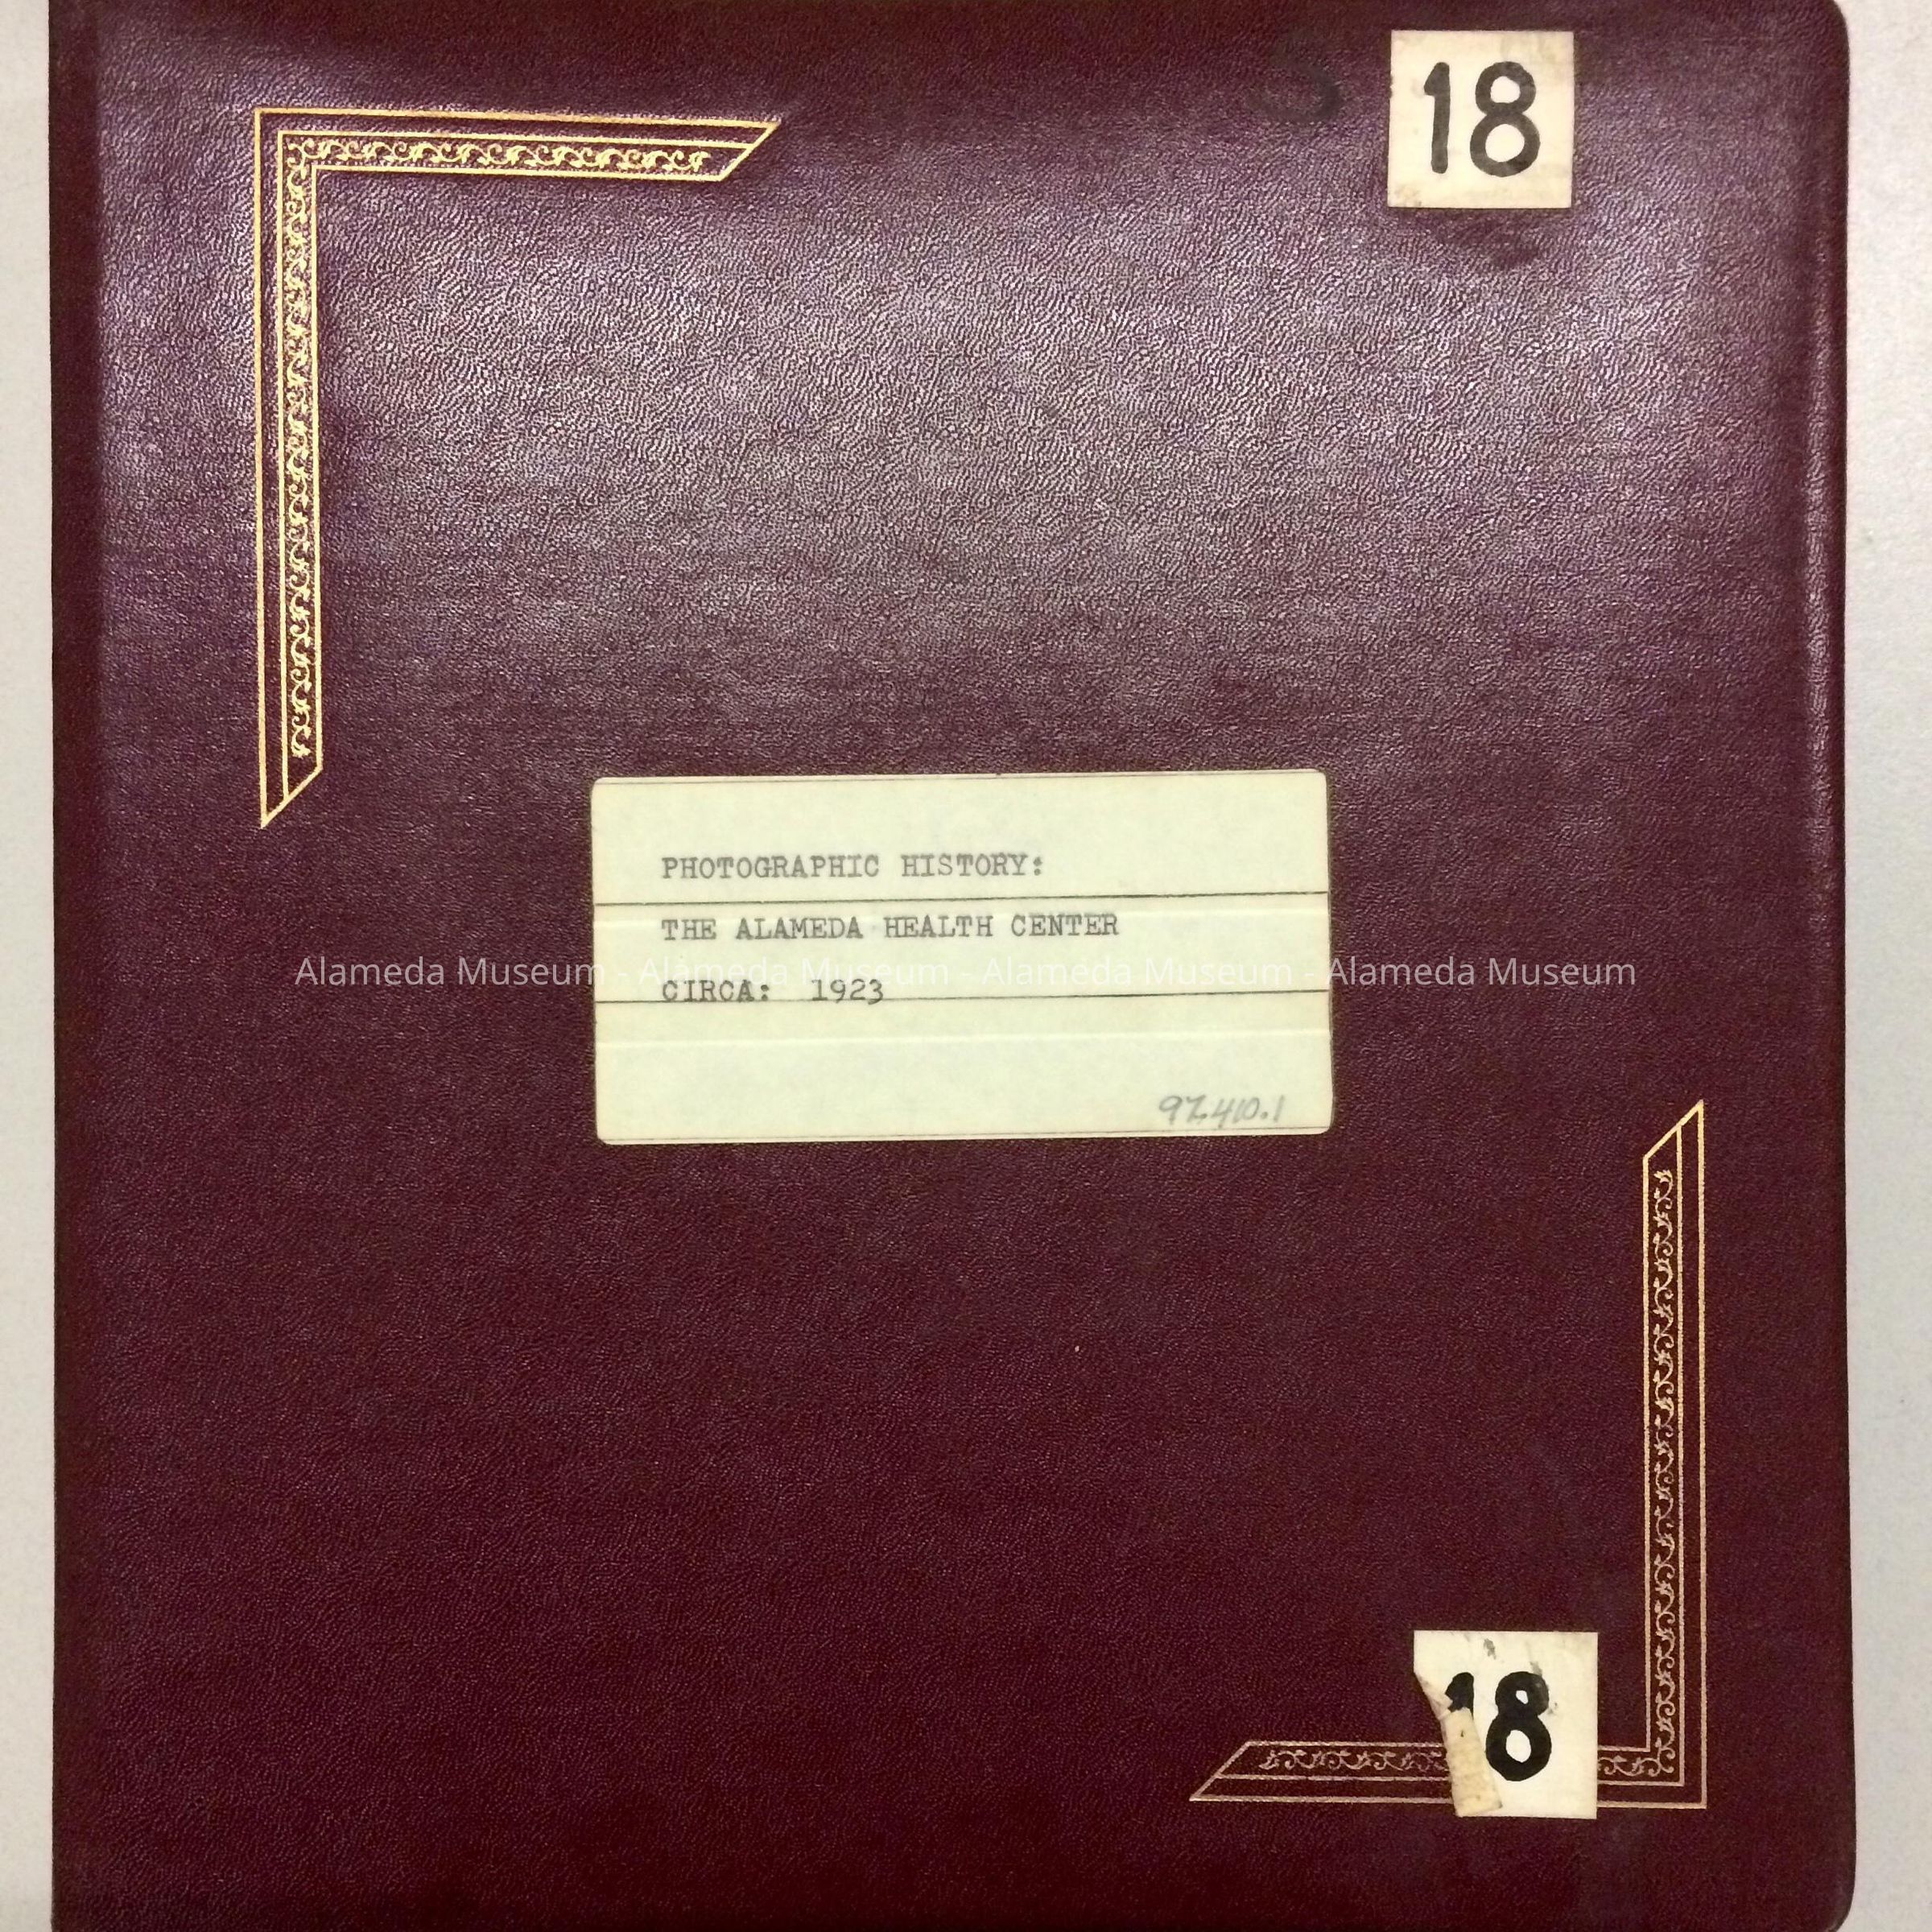 18
PHOTOGRAPHIC HISTORY:
THE ALAMEDA HEALTH CENTER
Alameda Museum - Alameda Museum - Alameda Museum - Alameda Museum
CIRCA: 1923
97.410.1
18